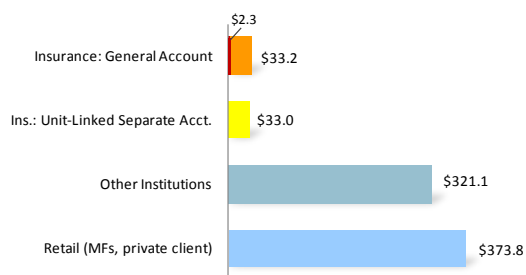 $2.3
Insurance: General Account $33.2
Ins.: Unit-Linked Separate Acct. $33.0
Other Institutions $321.1
Retail (MFs, private client) $373.8